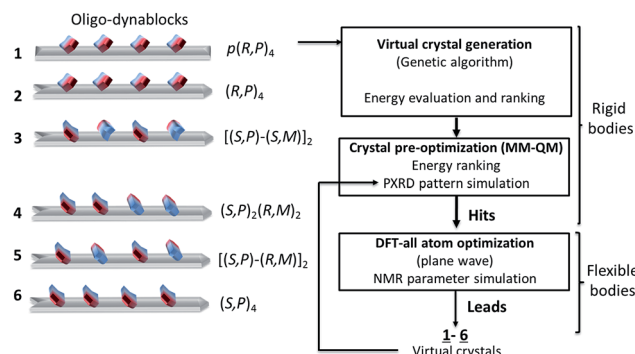 Oligo-dynablocks
1 p(R,P)₄
2 (R,P)₄
3 [(S,P)-(S,M)]₂
4 (S,P)₂(R,M)₂
5 [(S,P)-(R,M)]₂
6 (S,P)₄
Virtual crystal generation
(Genetic algorithm)
Energy evaluation and ranking
Crystal pre-optimization (MM-QM)
Energy ranking
PXRD pattern simulation
Hits
DFT-all atom optimization
(plane wave)
NMR parameter simulation
Leads
1- 6
Virtual crystals
Rigid
bodies
Flexible
bodies